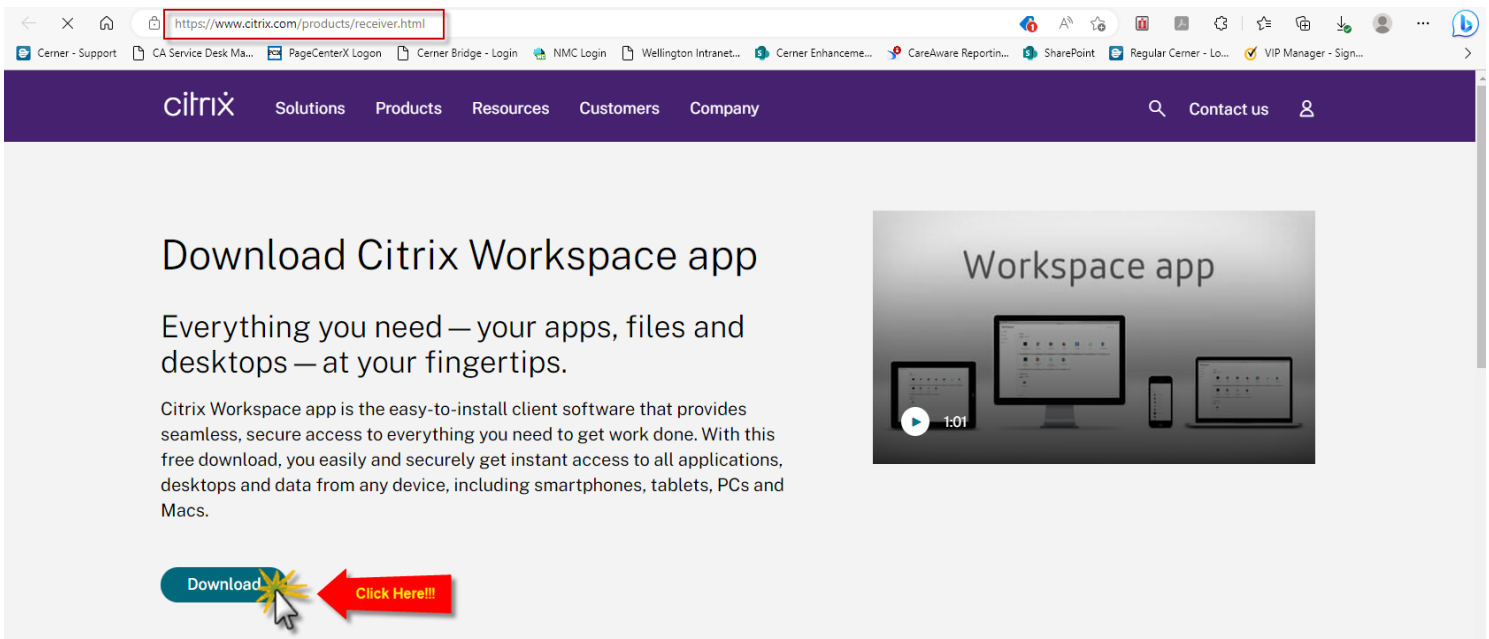 https://www.citrix.com/products/receiver.html
Cerner - Support CA Service Desk Ma... PageCenterX Logon Cerner Bridge - Login NMC Login Wellington Intranet... Cerner Enhanceme... CareAware Reportin... SharePoint Regular Cerner - Lo... VIP Manager - Sign...
citrix Solutions Products Resources Customers Company Contact us
Download Citrix Workspace app
Everything you need — your apps, files and
desktops — at your fingertips.
Citrix Workspace app is the easy-to-install client software that provides
seamless, secure access to everything you need to get work done. With this
free download, you easily and securely get instant access to all applications,
desktops and data from any device, including smartphones, tablets, PCs and
Macs.
Workspace app
1:01
Download
Click Here!!!